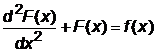 d²F(x)/dx² + F(x) = f(x)